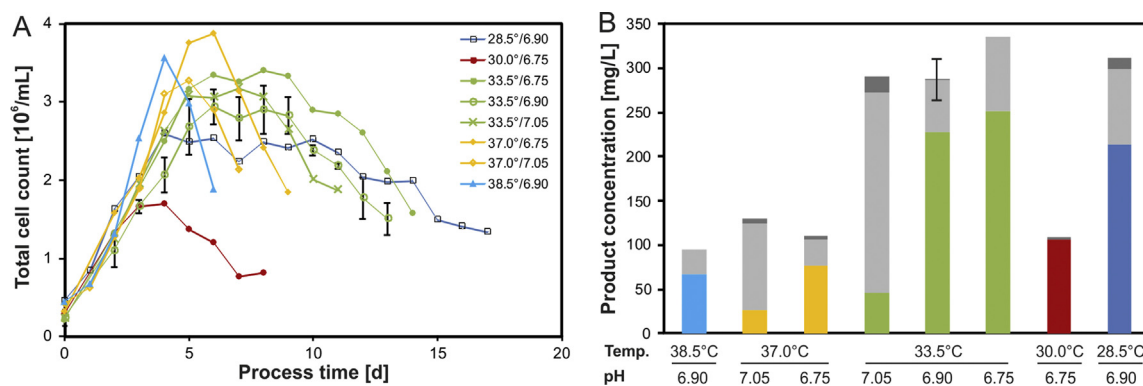 A
Total cell count [10⁶/mL]
4
3
2
1
0
0 5 10 15 20
Process time [d]
28.5°/6.90
30.0°/6.75
33.5°/6.75
33.5°/6.90
33.5°/7.05
37.0°/6.75
37.0°/7.05
38.5°/6.90
B
Product concentration [mg/L]
350
300
250
200
150
100
50
0
Temp. 38.5°C 37.0°C 33.5°C 30.0°C 28.5°C
pH 6.90 7.05 6.75 7.05 6.90 6.75 6.75 6.90